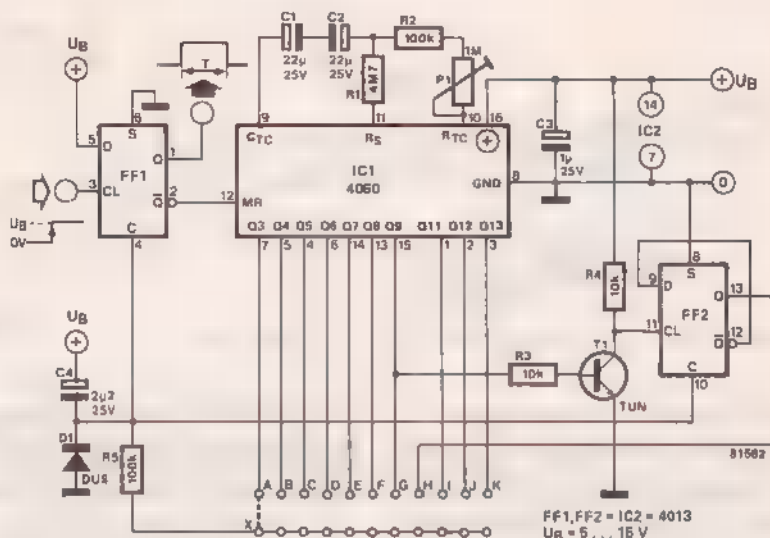 C1
C2
22µ
25V
22µ
25V
R2
100k
1M
P1
R1
4M7
UB
T
5
D
6
S
Q
1
FF1
3
CL
Q
2
C
4
UB
0V
9
CTC
11
RS
10
RTC
16
IC1
4060
12
MR
GND
8
Q3
Q4
Q5
Q6
Q7
Q8
Q9
Q11
Q12
Q13
7
5
4
6
14
13
15
1
2
3
C3
1µ
25V
14
IC2
7
UB
0
UB
C4
2µ2
25V
D1
DUS
R5
100k
R3
10k
R4
10k
T1
TUN
8
9
D
S
Q
13
FF2
11
CL
Q
12
C
10
81562
A
B
C
D
E
F
G
H
I
J
K
X
FF1,FF2 = IC2 = 4013
UB = 5 ... 15 V